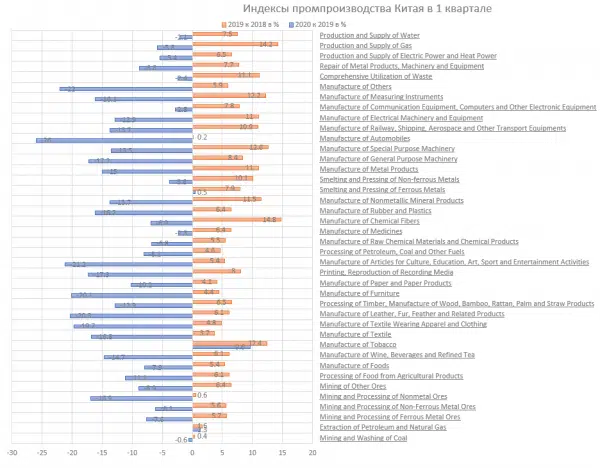 Индексы промпроизводства Китая в 1 квартале
2019 к 2018 в % 2020 к 2019 в %
7.5 Production and Supply of Water
14.2 Production and Supply of Gas
-5.8
6.5 Production and Supply of Electric Power and Heat Power
-5.4
7.7 Repair of Metal Products, Machinery and Equipment
11.1 Comprehensive Utilization of Waste
5.9 Manufacture of Others
-22
12.2 Manufacture of Measuring Instruments
7.8 Manufacture of Communication Equipment, Computers and Other Electronic Equipment
11 Manufacture of Electrical Machinery and Equipment
10.9 Manufacture of Railway, Shipping, Aerospace and Other Transport Equipments
0.2 Manufacture of Automobiles
-26
12.6 Manufacture of Special Purpose Machinery
8.4 Manufacture of General Purpose Machinery
11 Manufacture of Metal Products
-15
10.1 Smelting and Pressing of Non-ferrous Metals
7.9 Smelting and Pressing of Ferrous Metals
0.5
11.5 Manufacture of Nonmetallic Mineral Products
6.4 Manufacture of Rubber and Plastics
14.8 Manufacture of Chemical Fibers
6.4 Manufacture of Medicines
5.5 Manufacture of Raw Chemical Materials and Chemical Products
4.6 Processing of Petroleum, Coal and Other Fuels
5.4 Manufacture of Articles for Culture, Education, Art, Sport and Entertainment Activities
-21.2
8 Printing, Reproduction of Recording Media
4.1 Manufacture of Paper and Paper Products
4.4 Manufacture of Furniture
6.5 Processing of Timber, Manufacture of Wood, Bamboo, Rattan, Palm and Straw Products
6.1 Manufacture of Leather, Fur, Feather and Related Products
4.8 Manufacture of Textile Wearing Apparel and Clothing
3.7 Manufacture of Textile
12.4 Manufacture of Tobacco
9.6
6.1 Manufacture of Wine, Beverages and Refined Tea
-14.7
5.4 Manufacture of Foods
6.1 Processing of Food from Agricultural Products
6.4 Mining of Other Ores
0.6 Mining and Processing of Nonmetal Ores
5.6 Mining and Processing of Non-Ferrous Metal Ores
5.7 Mining and Processing of Ferrous Metal Ores
Extraction of Petroleum and Natural Gas
0.4 Mining and Washing of Coal
-0.6
-30 -25 -20 -15 -10 -5 0 5 10 15 20